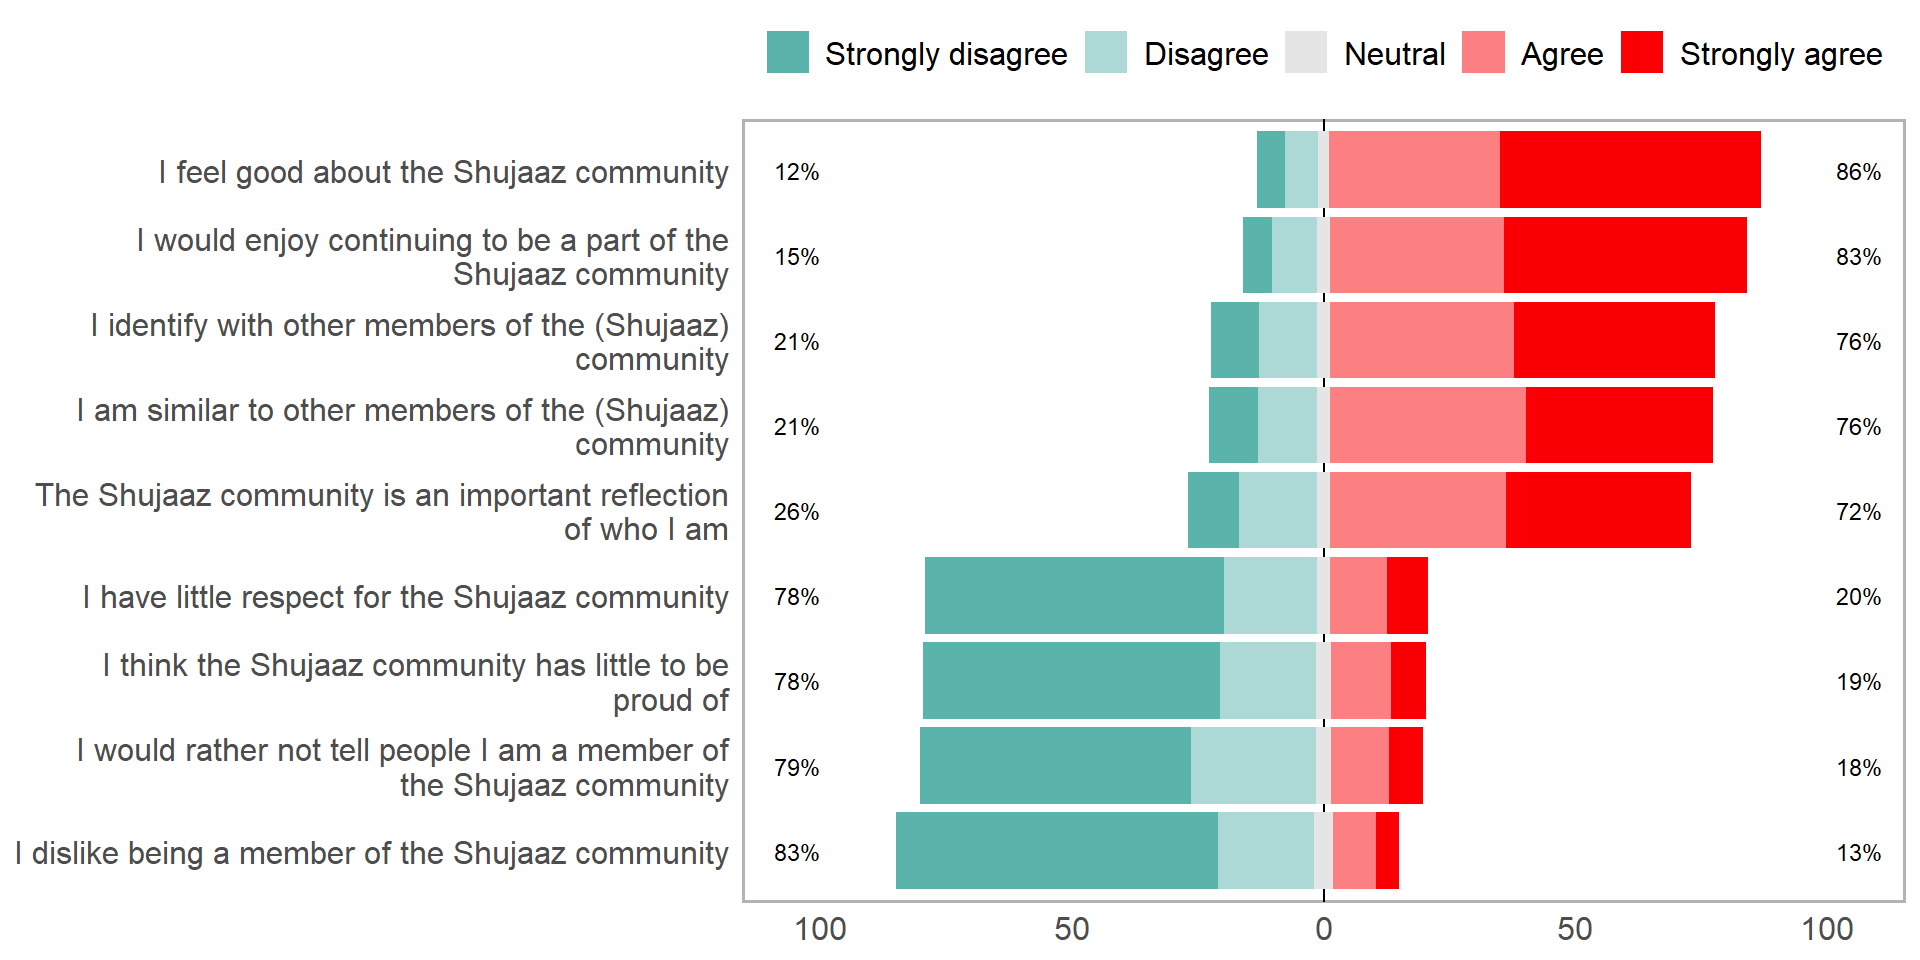 Strongly disagree Disagree Neutral Agree Strongly agree
I feel good about the Shujaaz community 12% 86%
I would enjoy continuing to be a part of the
Shujaaz community 15% 83%
I identify with other members of the (Shujaaz)
community 21% 76%
I am similar to other members of the (Shujaaz)
community 21% 76%
The Shujaaz community is an important reflection
of who I am 26% 72%
I have little respect for the Shujaaz community 78% 20%
I think the Shujaaz community has little to be
proud of 78% 19%
I would rather not tell people I am a member of
the Shujaaz community 79% 18%
I dislike being a member of the Shujaaz community 83% 13%
100 50 0 50 100